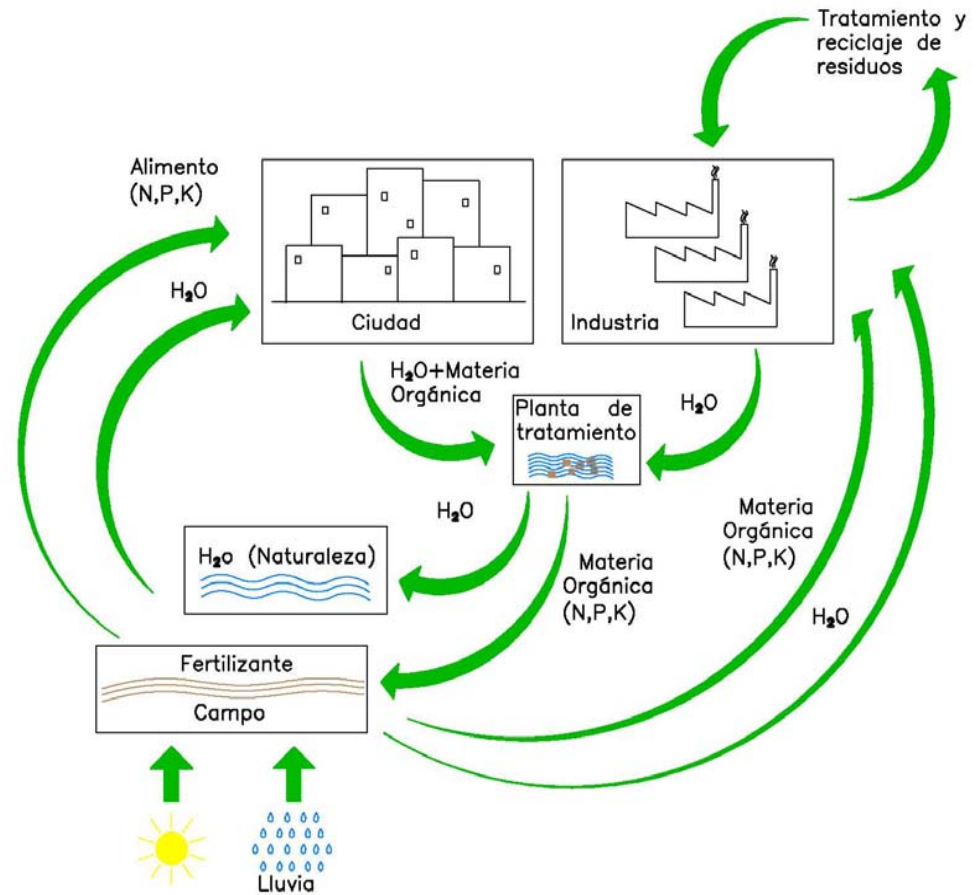 Tratamiento y
reciclaje de
residuos
Alimento
(N,P,K)
H₂O
Ciudad
Industria
H₂O+Materia
Orgánica
Planta de
tratamiento
H₂O
H₂O
H₂o (Naturaleza)
Materia
Orgánica
(N,P,K)
Materia
Orgánica
(N,P,K)
H₂O
Fertilizante
Campo
Lluvia